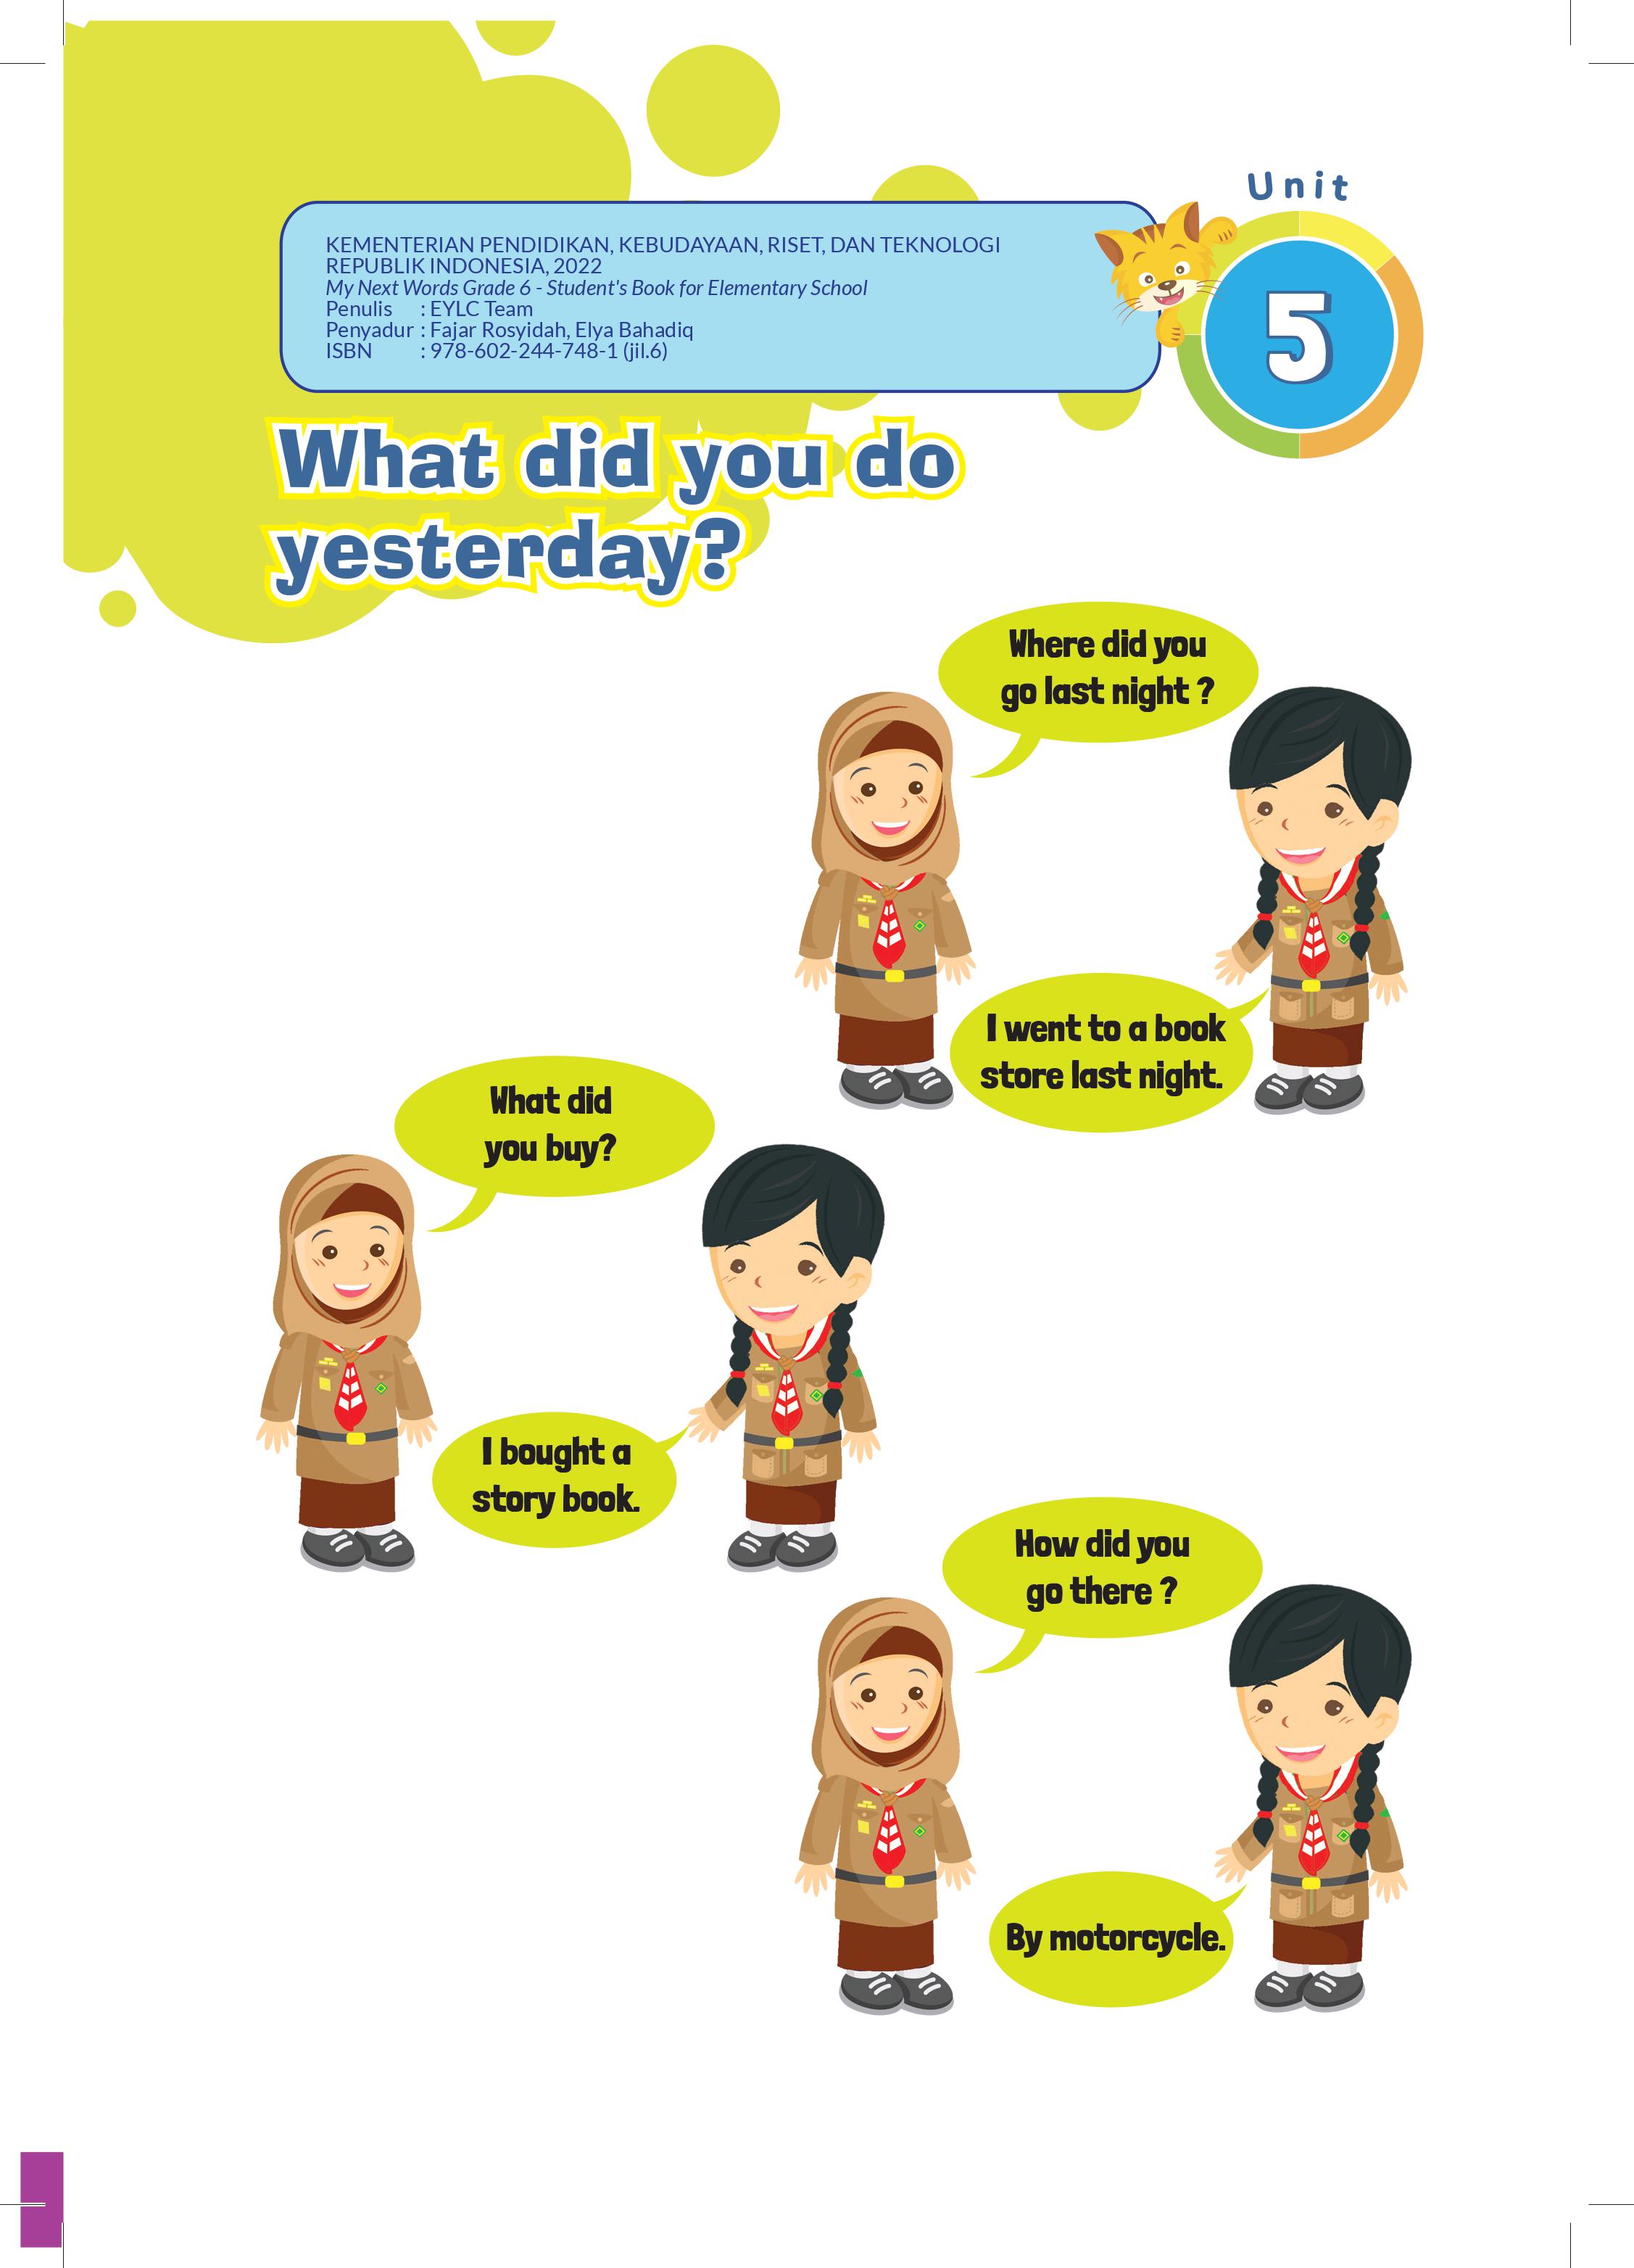 Unit
5
KEMENTERIAN PENDIDIKAN, KEBUDAYAAN, RISET, DAN TEKNOLOGI
REPUBLIK INDONESIA, 2022
My Next Words Grade 6 - Student's Book for Elementary School
Penulis : EYLC Team
Penyadur : Fajar Rosyidah, Elya Bahadiq
ISBN : 978-602-244-748-1 (jil.6)
What did you do
yesterday?
Where did you
go last night ?
I went to a book
store last night.
What did
you buy?
I bought a
story book.
How did you
go there ?
By motorcycle.